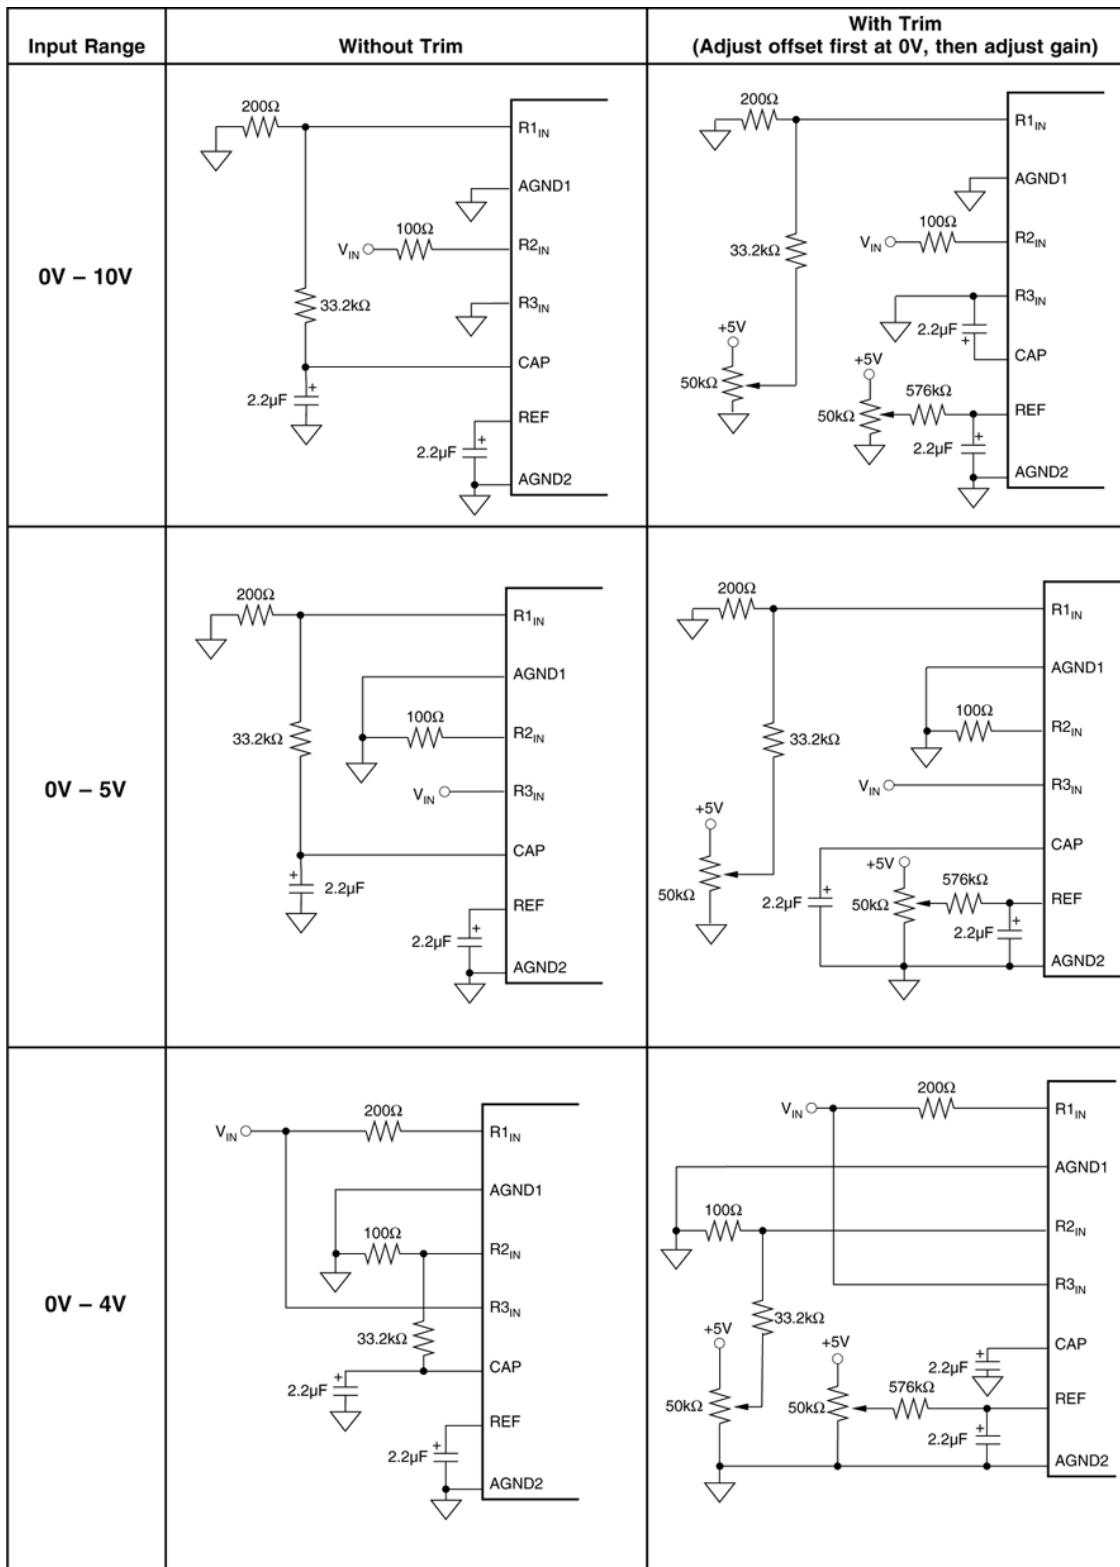 Input Range
Without Trim
With Trim
(Adjust offset first at 0V, then adjust gain)
0V – 10V
200Ω
R1IN
AGND1
100Ω
VIN
R2IN
R3IN
33.2kΩ
CAP
+
2.2µF
REF
+
2.2µF
AGND2
200Ω
R1IN
AGND1
100Ω
VIN
R2IN
33.2kΩ
R3IN
2.2µF
+
CAP
+5V
50kΩ
+5V
576kΩ
50kΩ
REF
+
2.2µF
AGND2
0V – 5V
200Ω
R1IN
AGND1
100Ω
R2IN
33.2kΩ
VIN
R3IN
CAP
+
2.2µF
REF
+
2.2µF
AGND2
200Ω
R1IN
AGND1
100Ω
R2IN
33.2kΩ
VIN
R3IN
+5V
50kΩ
CAP
+
2.2µF
+5V
576kΩ
50kΩ
REF
+
2.2µF
AGND2
0V – 4V
200Ω
VIN
R1IN
AGND1
100Ω
R2IN
R3IN
33.2kΩ
CAP
+
2.2µF
REF
+
2.2µF
AGND2
200Ω
VIN
R1IN
AGND1
100Ω
R2IN
R3IN
33.2kΩ
+5V
50kΩ
+5V
50kΩ
CAP
+
2.2µF
576kΩ
REF
+
2.2µF
AGND2